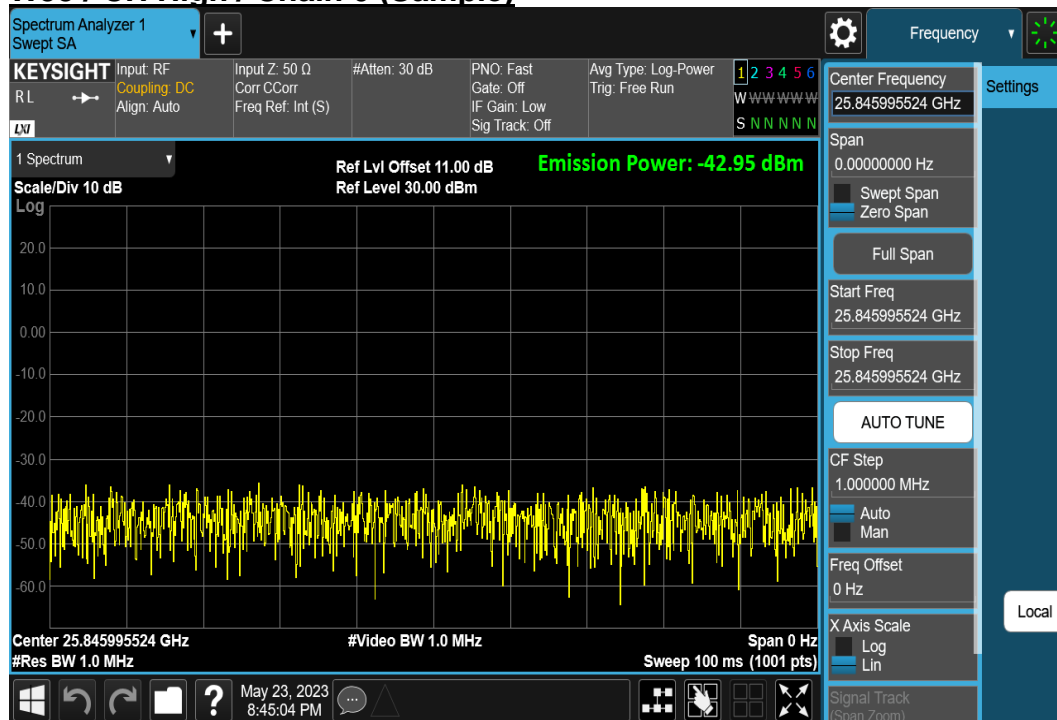 Spectrum Analyzer 1
Swept SA
Frequency
KEYSIGHT
RL
LXI
Input: RF
Coupling: DC
Align: Auto
Input Z: 50 Ω
Corr CCorr
Freq Ref: Int (S)
#Atten: 30 dB
PNO: Fast
Gate: Off
IF Gain: Low
Sig Track: Off
Avg Type: Log-Power
Trig: Free Run
1 2 3 4 5 6
W W W W W W
S N N N N N
1 Spectrum
Scale/Div 10 dB
Log
Ref Lvl Offset 11.00 dB
Ref Level 30.00 dBm
Emission Power: -42.95 dBm
20.0
10.0
0.00
-10.0
-20.0
-30.0
-40.0
-50.0
-60.0
Center 25.845995524 GHz
#Res BW 1.0 MHz
#Video BW 1.0 MHz
Span 0 Hz
Sweep 100 ms (1001 pts)
?
May 23, 2023
8:45:04 PM
Center Frequency
25.845995524 GHz
Span
0.00000000 Hz
Swept Span
Zero Span
Full Span
Start Freq
25.845995524 GHz
Stop Freq
25.845995524 GHz
AUTO TUNE
CF Step
1.000000 MHz
Auto
Man
Freq Offset
0 Hz
X Axis Scale
Log
Lin
Signal Track
(Span Zoom)
Settings
Local